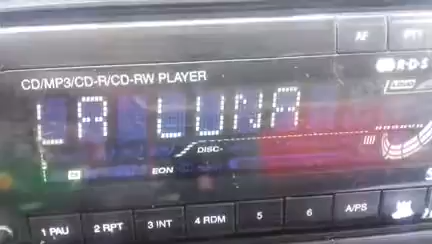 AF
PTY
R·D·S
CD/MP3/CD-R/CD-RW PLAYER
LOUD
LA LUNA
DISC-
EON
1 PAU
2 RPT
3 INT
4 RDM
5
6
A/PS